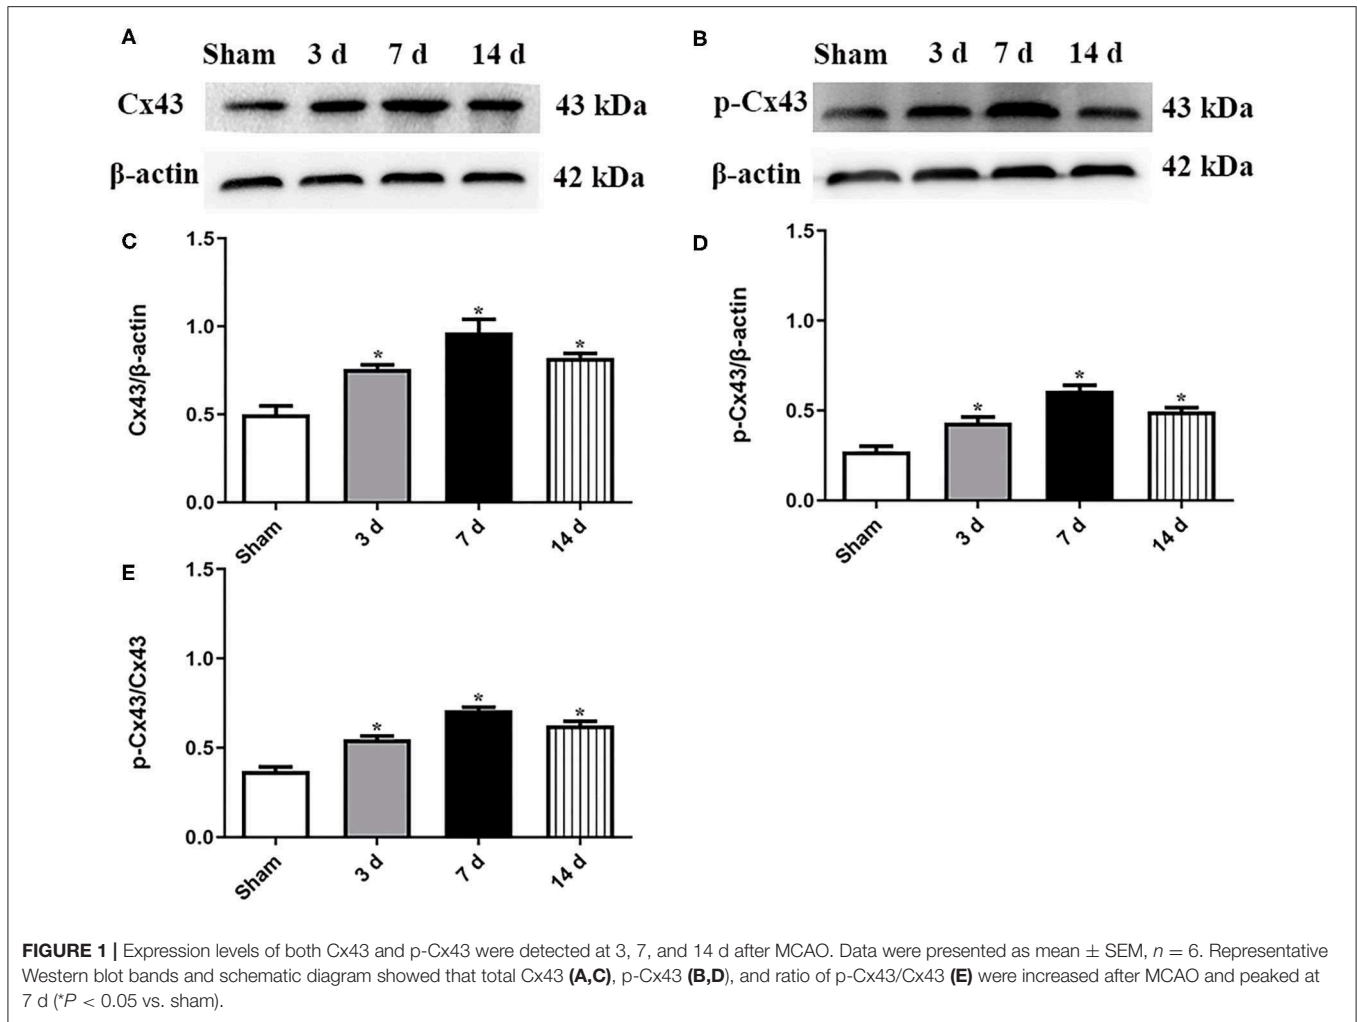 A
Sham 3 d 7 d 14 d
Cx43 43 kDa
β-actin 42 kDa
B
Sham 3 d 7 d 14 d
p-Cx43 43 kDa
β-actin 42 kDa
C
Cx43/β-actin
1.5
1.0
0.5
0.0
* * *
Sham 3 d 7 d 14 d
D
p-Cx43/β-actin
1.5
1.0
0.5
0.0
* * *
Sham 3 d 7 d 14 d
E
p-Cx43/Cx43
1.5
1.0
0.5
0.0
* * *
Sham 3 d 7 d 14 d
FIGURE 1 | Expression levels of both Cx43 and p-Cx43 were detected at 3, 7, and 14 d after MCAO. Data were presented as mean ± SEM, n = 6. Representative
Western blot bands and schematic diagram showed that total Cx43 (A,C), p-Cx43 (B,D), and ratio of p-Cx43/Cx43 (E) were increased after MCAO and peaked at
7 d (*P < 0.05 vs. sham).